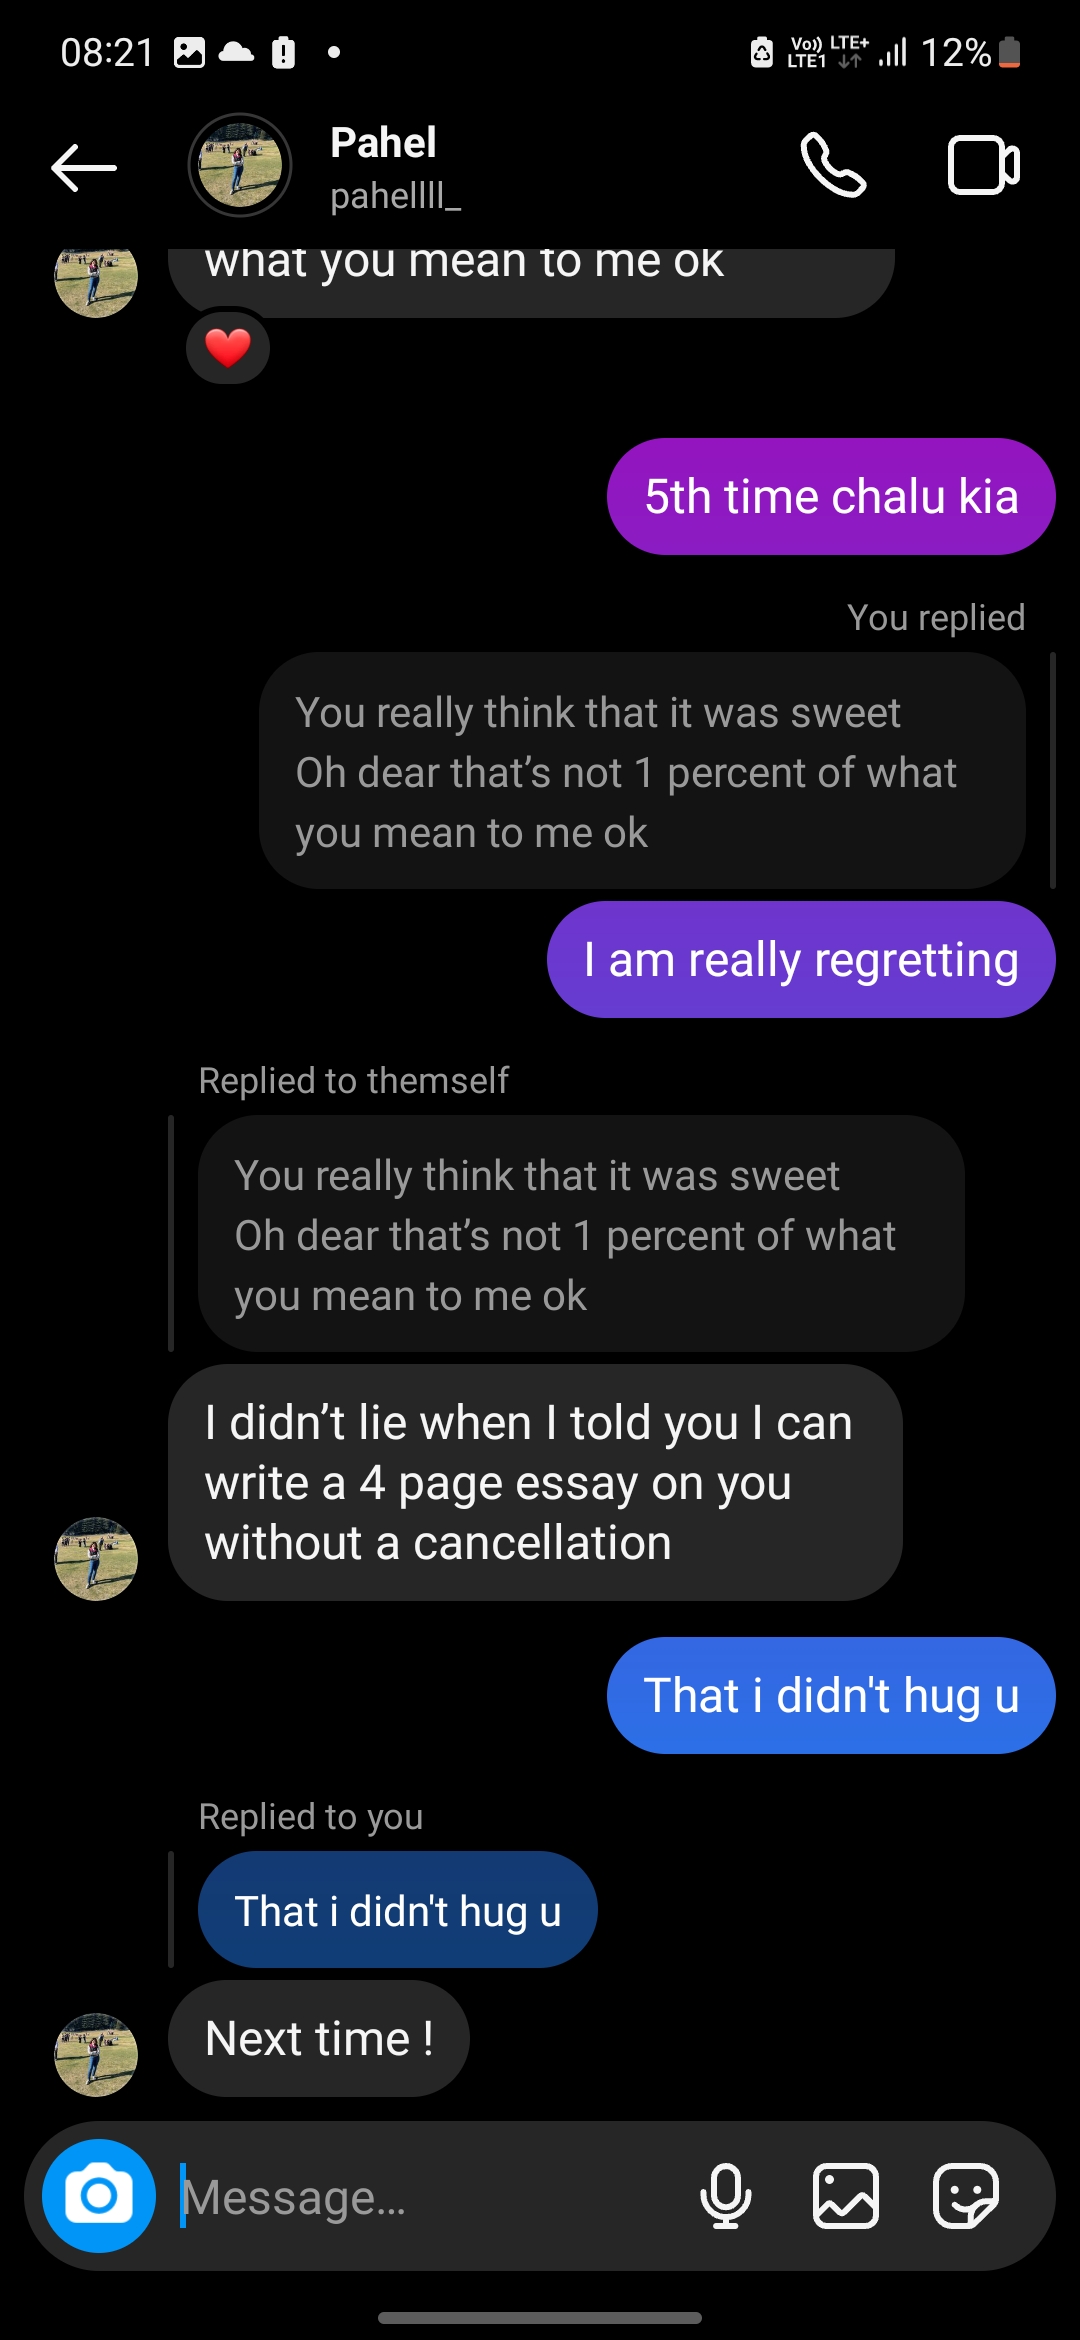 08:21
Vo)) LTE+
LTE1
12%
Pahel
pahellll_
what you mean to me ok
5th time chalu kia
You replied
You really think that it was sweet
Oh dear that’s not 1 percent of what
you mean to me ok
I am really regretting
Replied to themself
You really think that it was sweet
Oh dear that’s not 1 percent of what
you mean to me ok
I didn’t lie when I told you I can
write a 4 page essay on you
without a cancellation
That i didn't hug u
Replied to you
That i didn't hug u
Next time !
Message...